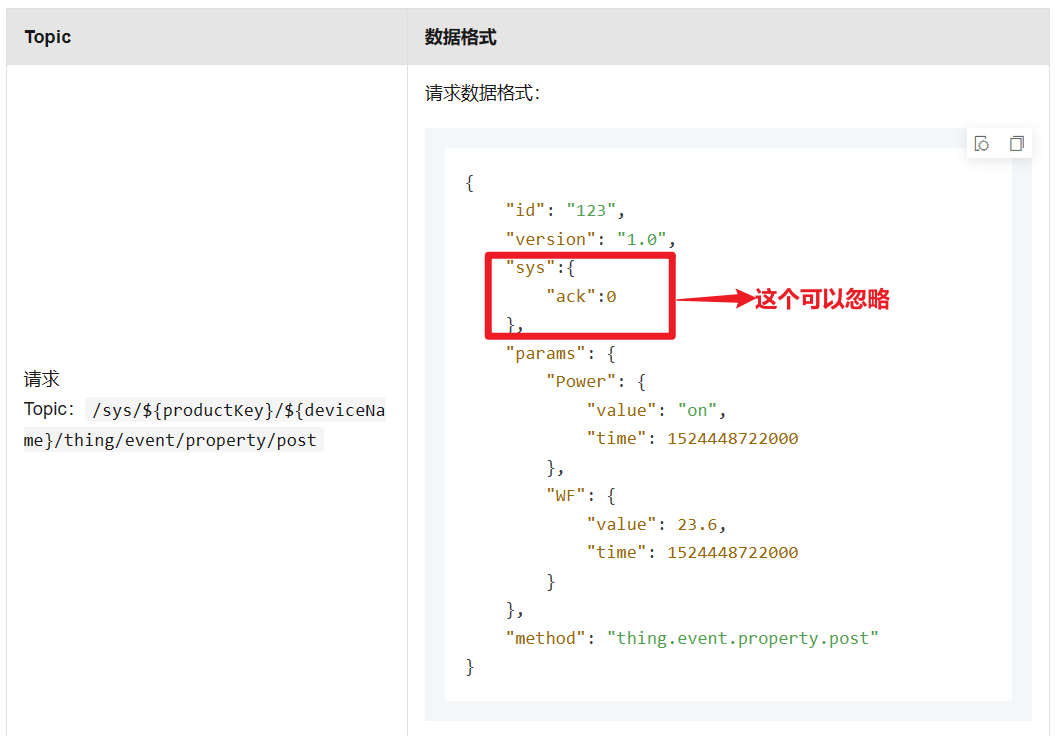 Topic
数据格式
请求数据格式：
{
"id": "123",
"version": "1.0",
"sys":{
"ack":0
},
这个可以忽略
"params": {
"Power": {
"value": "on",
"time": 1524448722000
},
"WF": {
"value": 23.6,
"time": 1524448722000
}
},
"method": "thing.event.property.post"
}
请求
Topic：/sys/${productKey}/${deviceNa
me}/thing/event/property/post